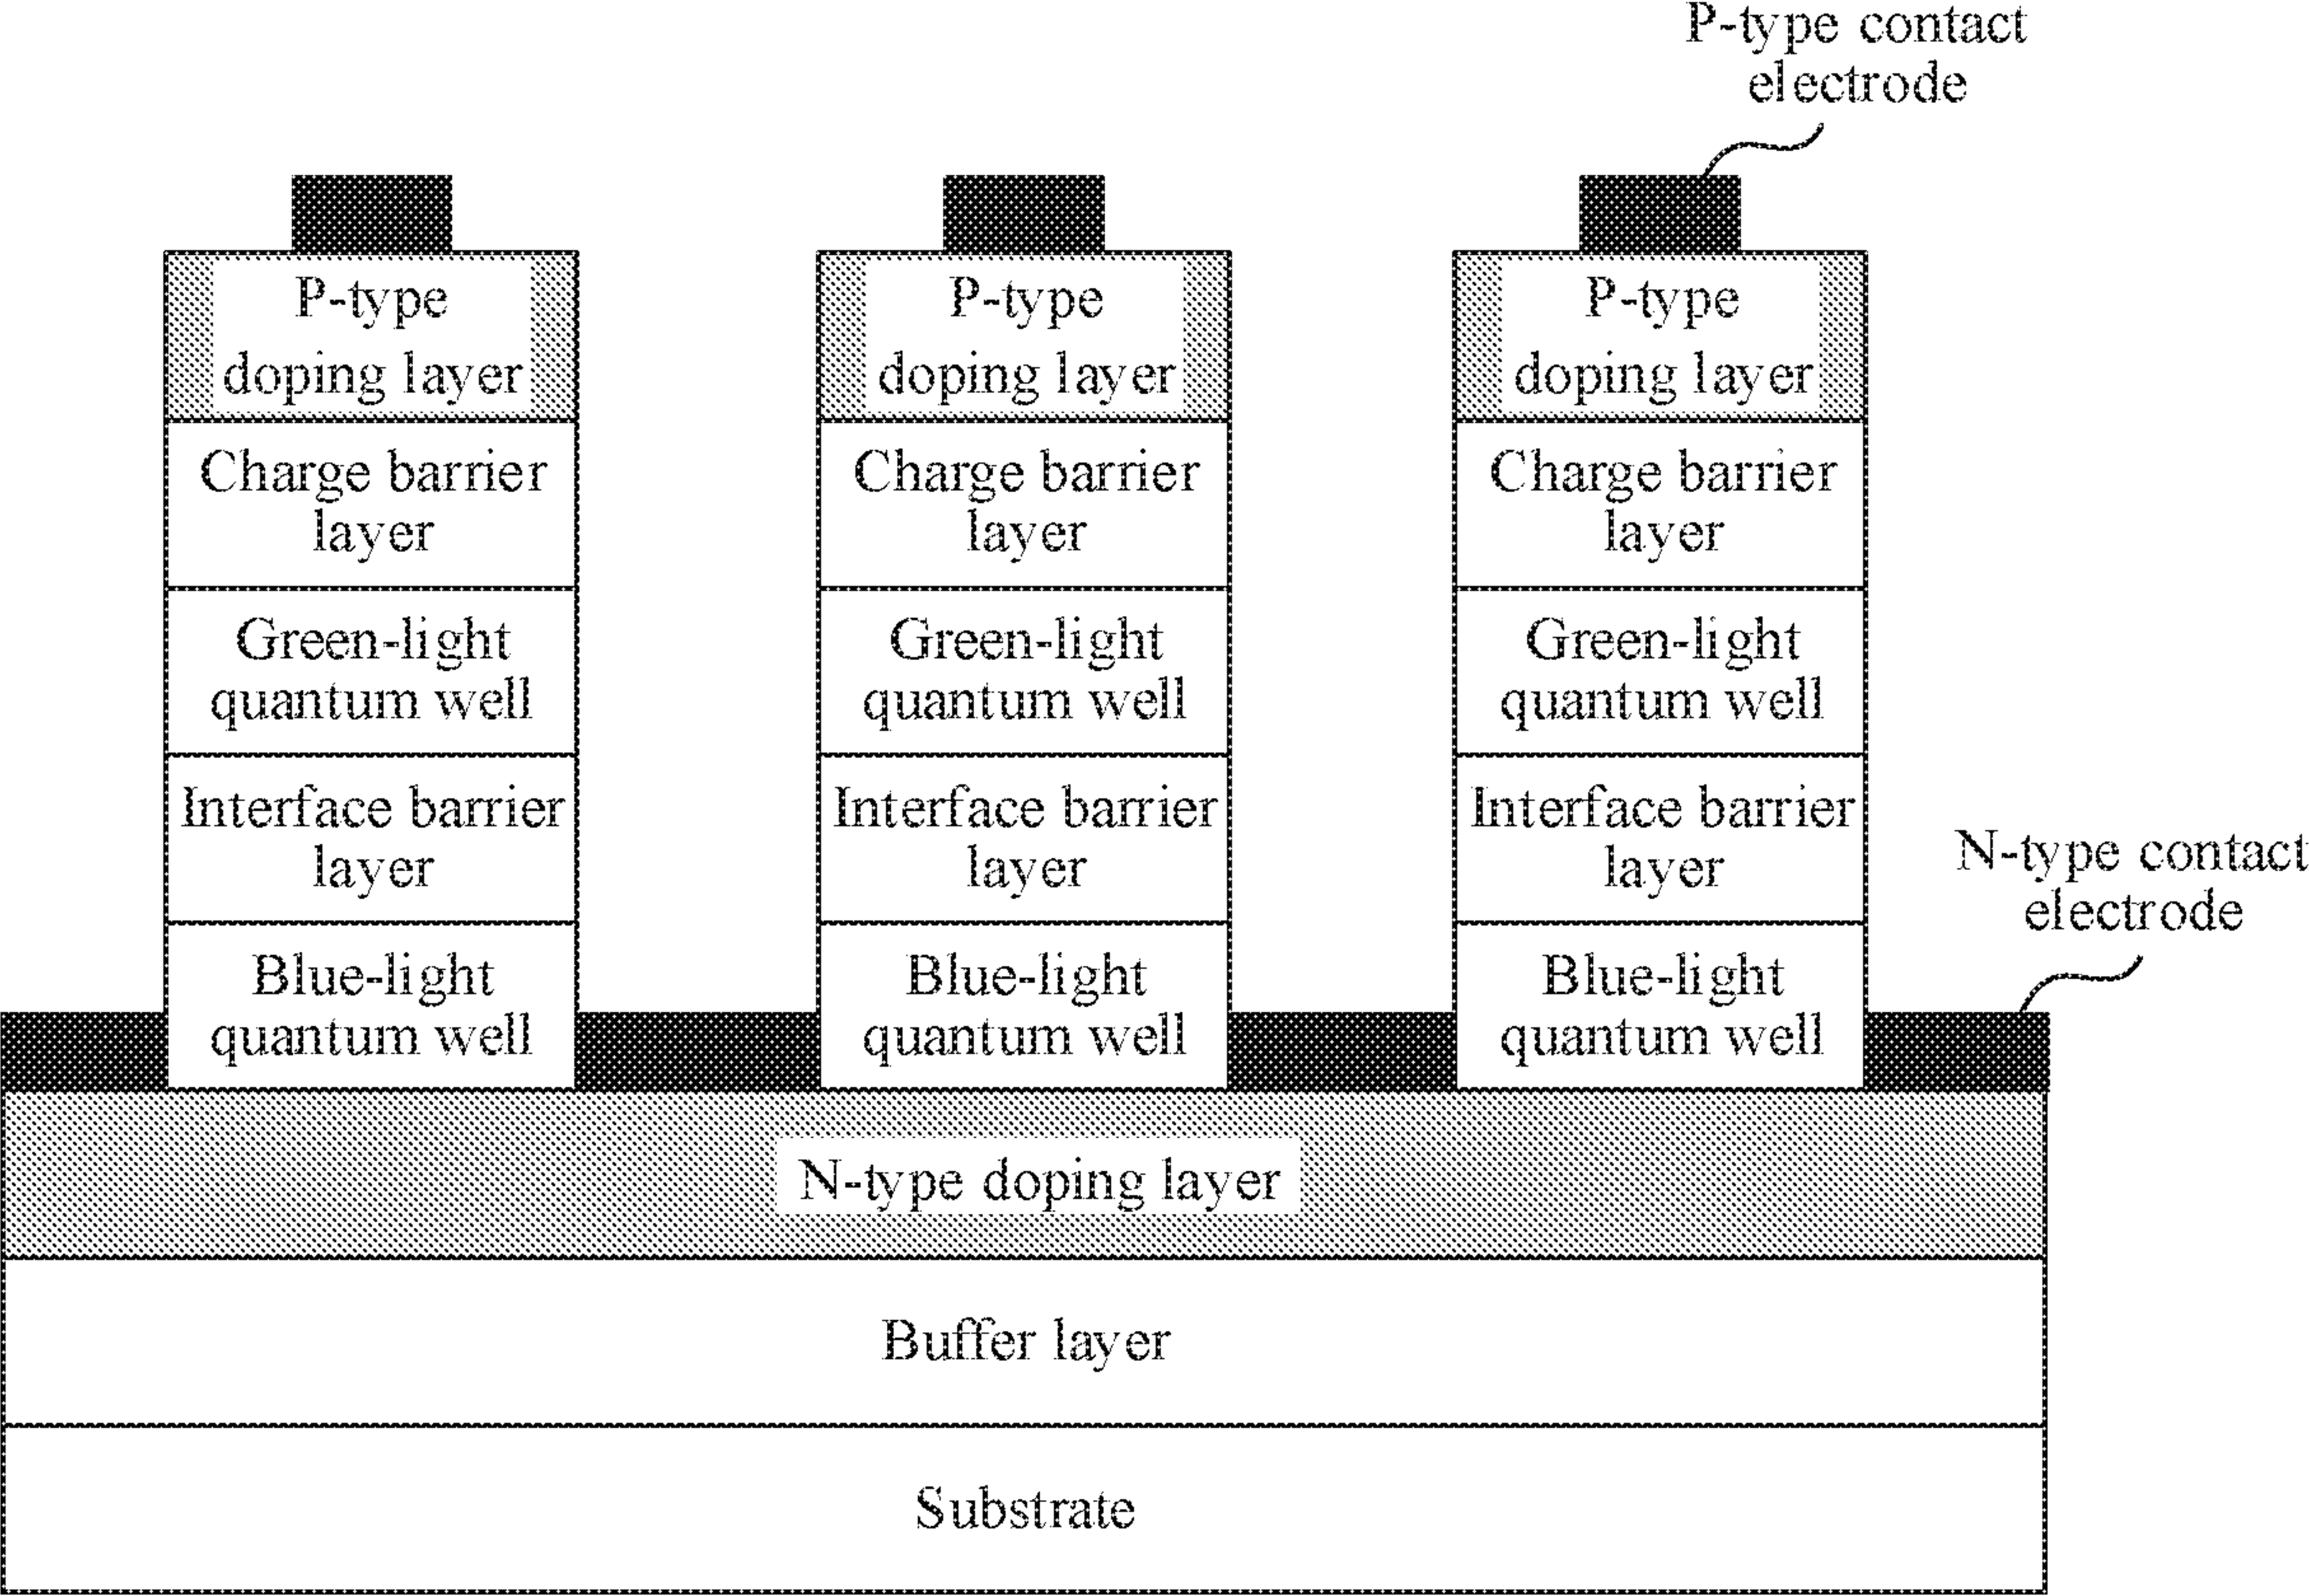 P-type contact
electrode
P-type
doping layer
P-type
doping layer
P-type
doping layer
Charge barrier
layer
Charge barrier
layer
Charge barrier
layer
Green-light
quantum well
Green-light
quantum well
Green-light
quantum well
Interface barrier
layer
Interface barrier
layer
Interface barrier
layer
N-type contact
electrode
Blue-light
quantum well
Blue-light
quantum well
Blue-light
quantum well
N-type doping layer
Buffer layer
Substrate